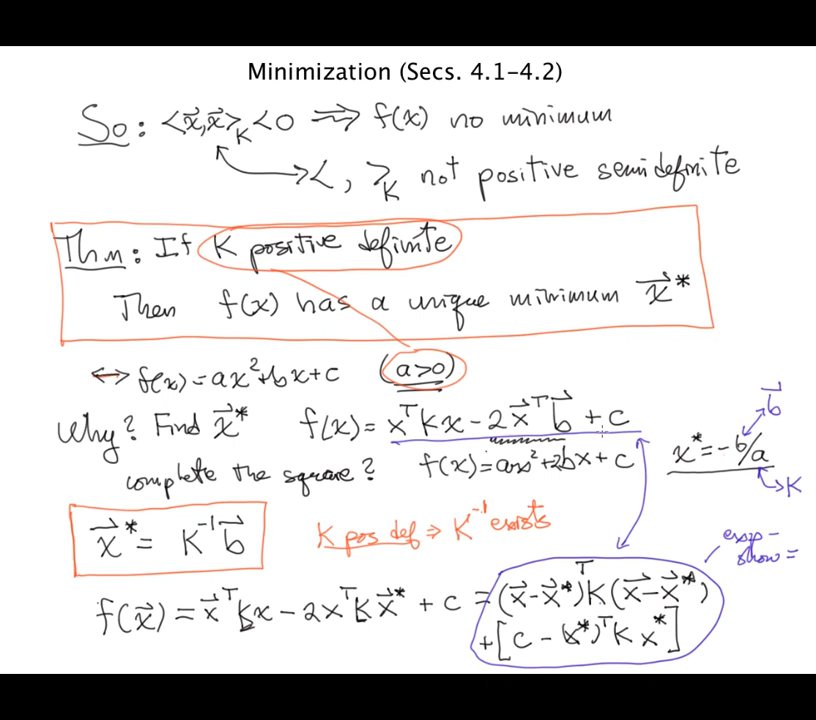 Minimization (Secs. 4.1–4.2)
So: <x⃗,x⃗>_K < 0 ⟹ f(x) no minimum
<→ < , >_K not positive semidefinite
Thm: If K positive definite
Then f(x) has a unique minimum x⃗*
↔ f(x) = ax²+bx+c (a>0)
Why? Find x⃗* f(x) = xᵀKx - 2x⃗ᵀb⃗ + c
b⃗
complete the square? f(x) = ax²+2bx+c x* = -b/a
K
x⃗* = K⁻¹b⃗ K pos def ⇒ K⁻¹ exists
show =
f(x⃗) = x⃗ᵀKx - 2xᵀKx⃗* + c = (x⃗-x⃗*)ᵀK(x⃗-x⃗*)
+[c - (x*)ᵀKx*]